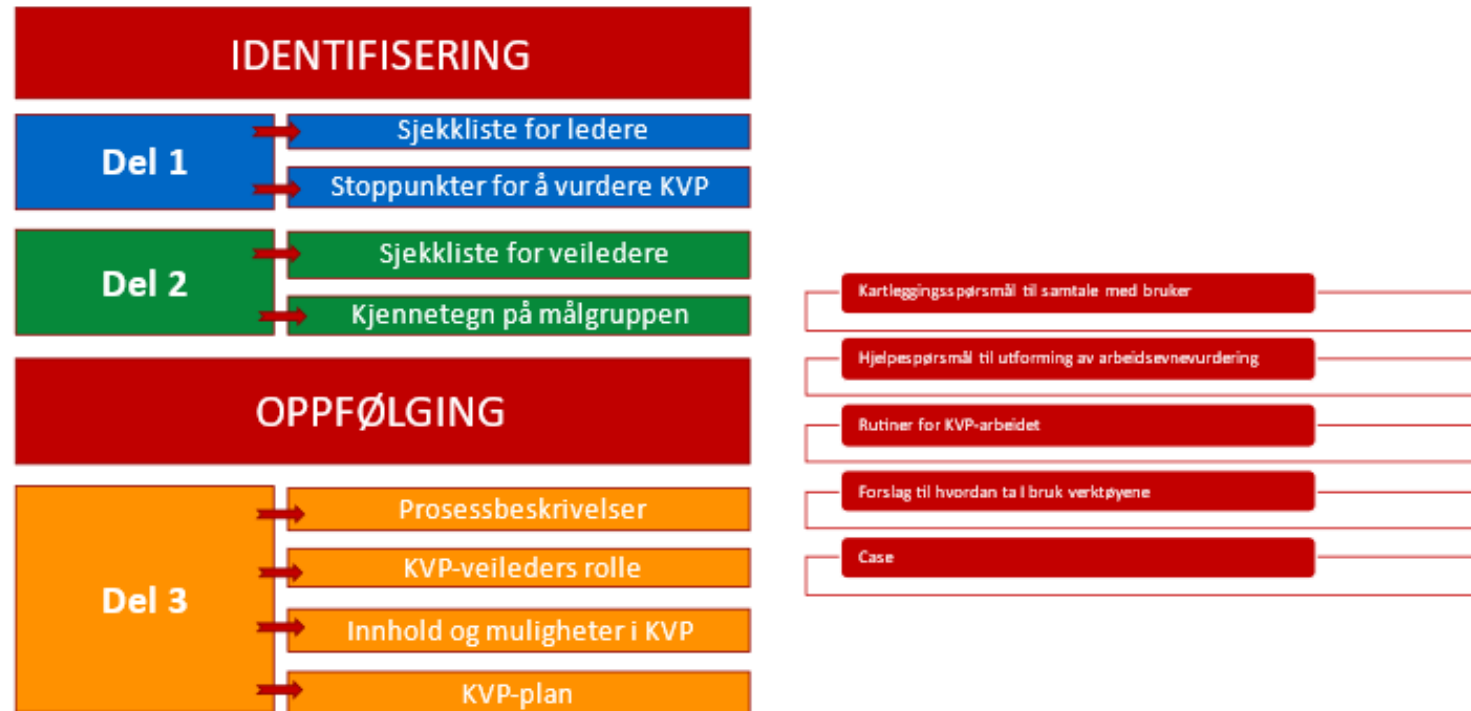 IDENTIFISERING
Del 1
Sjekkliste for ledere
Stoppunkter for å vurdere KVP
Del 2
Sjekkliste for veiledere
Kjennetegn på målgruppen
OPPFØLGING
Del 3
Prosessbeskrivelser
KVP-veileders rolle
Innhold og muligheter i KVP
KVP-plan
Kartleggingsspørsmål til samtale med bruker
Hjelpespørsmål til utforming av arbeidsevnevurdering
Rutiner for KVP-arbeidet
Forslag til hvordan ta I bruk verktøyene
Case